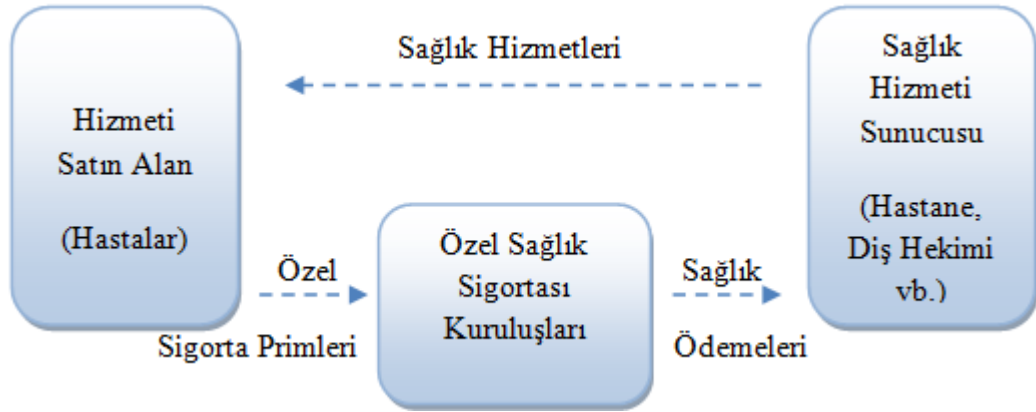 Sağlık Hizmetleri
Hizmeti
Satın Alan
(Hastalar)
Özel
Sigorta Primleri
Özel Sağlık
Sigortası
Kuruluşları
Sağlık
Ödemeleri
Sağlık
Hizmeti
Sunucusu
(Hastane,
Diş Hekimi
vb.)